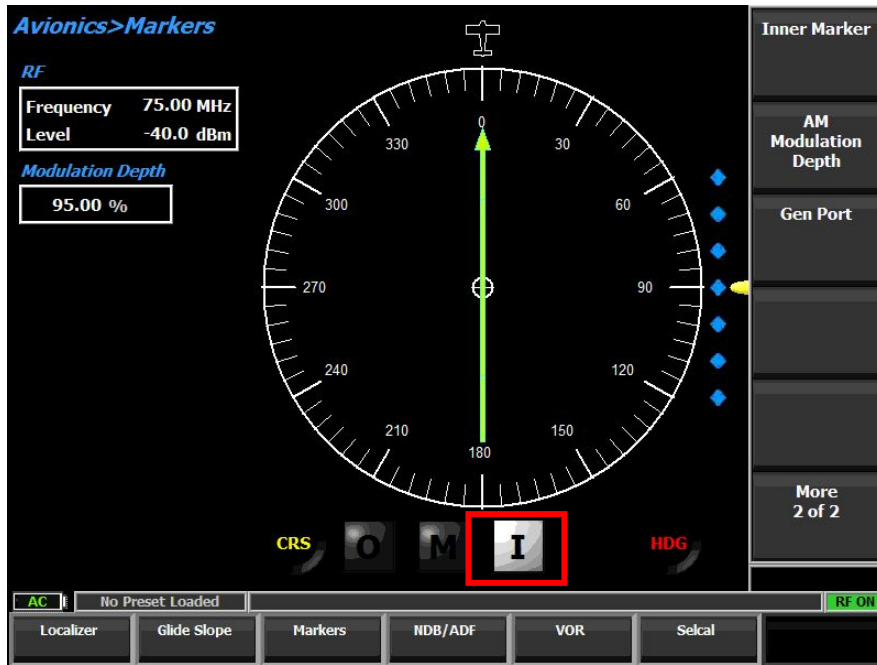 Avionics>Markers
RF
Frequency 75.00 MHz
Level -40.0 dBm
Modulation Depth
95.00 %
0
30
60
90
120
150
180
210
240
270
300
330
CRS
O
M
I
HDG
Inner Marker
AM
Modulation
Depth
Gen Port
More
2 of 2
AC No Preset Loaded RF ON
Localizer Glide Slope Markers NDB/ADF VOR Selcal